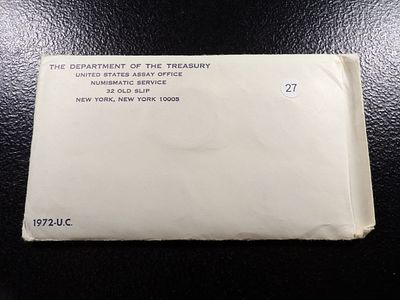 THE DEPARTMENT OF THE TREASURY
UNITED STATES ASSAY OFFICE
NUMISMATIC SERVICE
32 OLD SLIP
NEW YORK, NEW YORK 10005
27
1972-U.C.